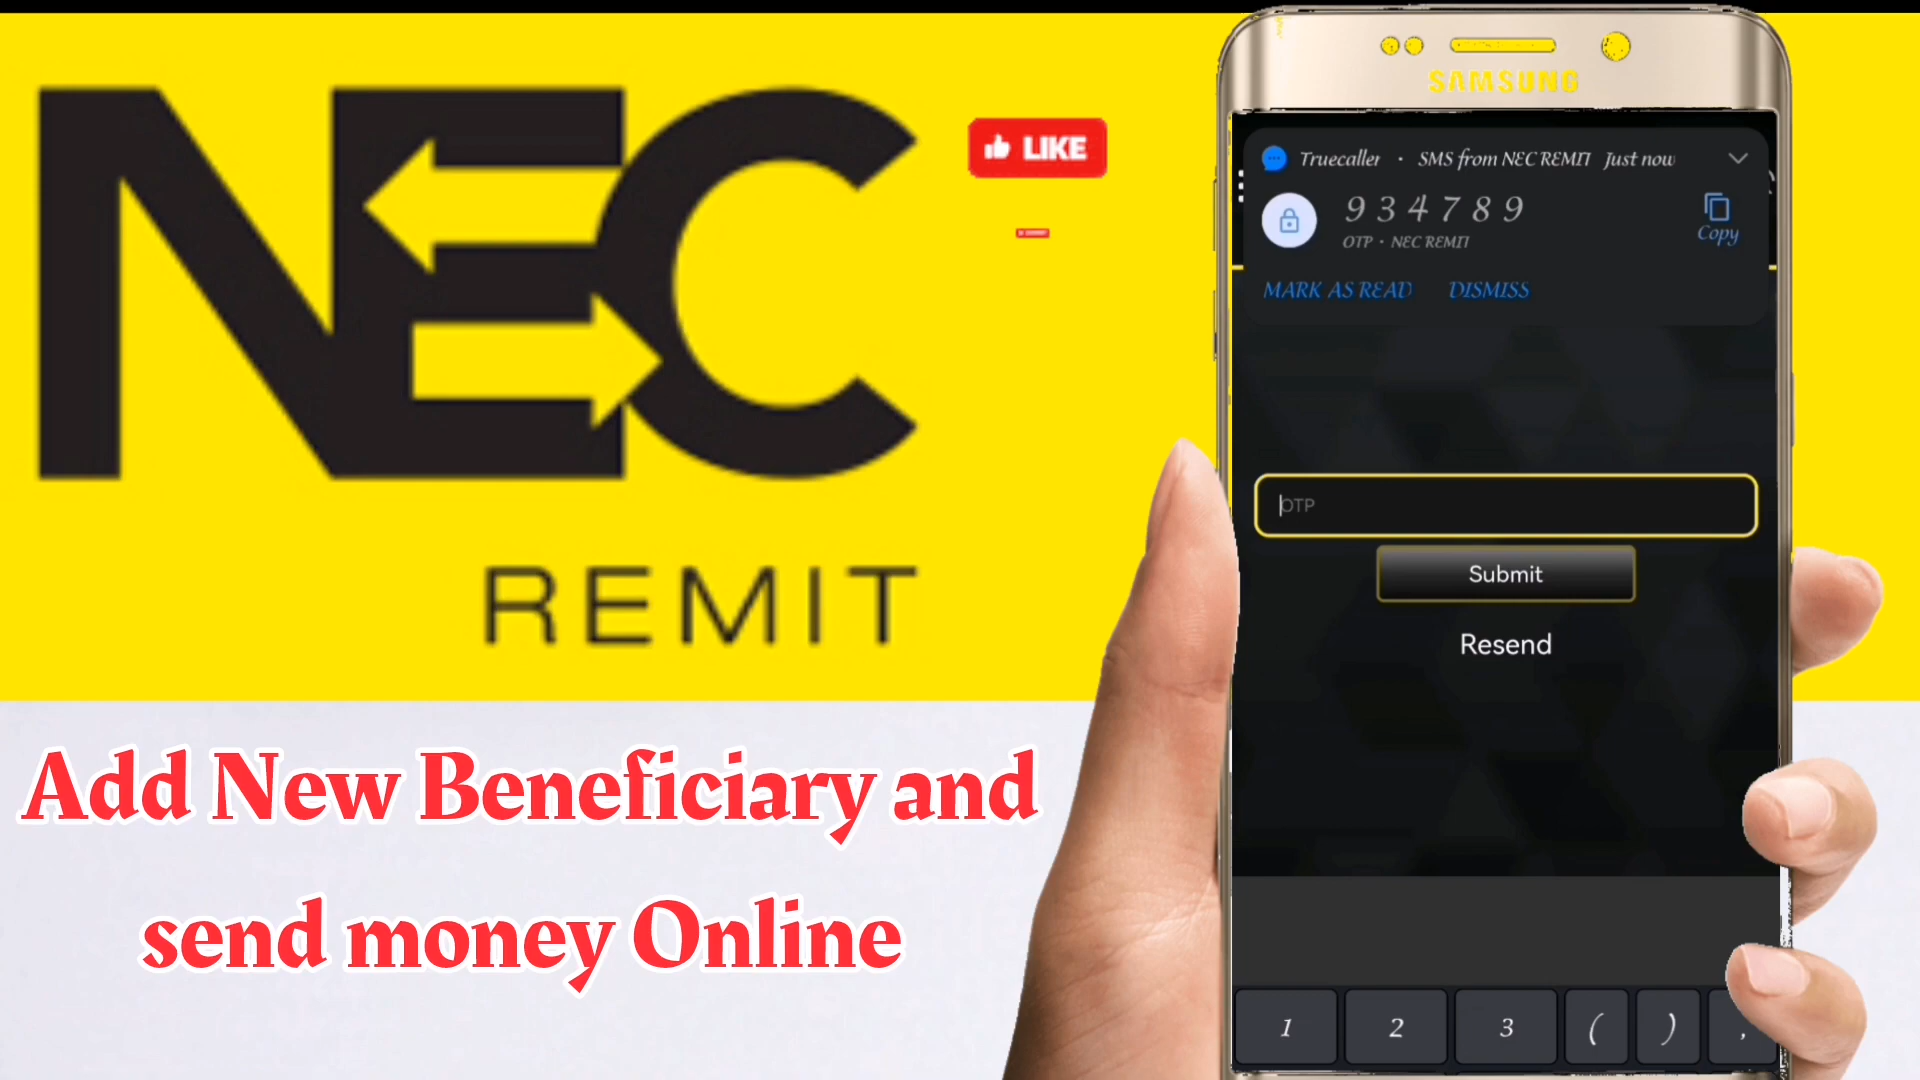 NEC
REMIT
LIKE
Add New Beneficiary and
send money Online
SAMSUNG
Truecaller · SMS from NEC REMIT Just now
934789
OTP · NEC REMIT
Copy
MARK AS READ DISMISS
OTP
Submit
Resend
1 2 3 ( ) ,